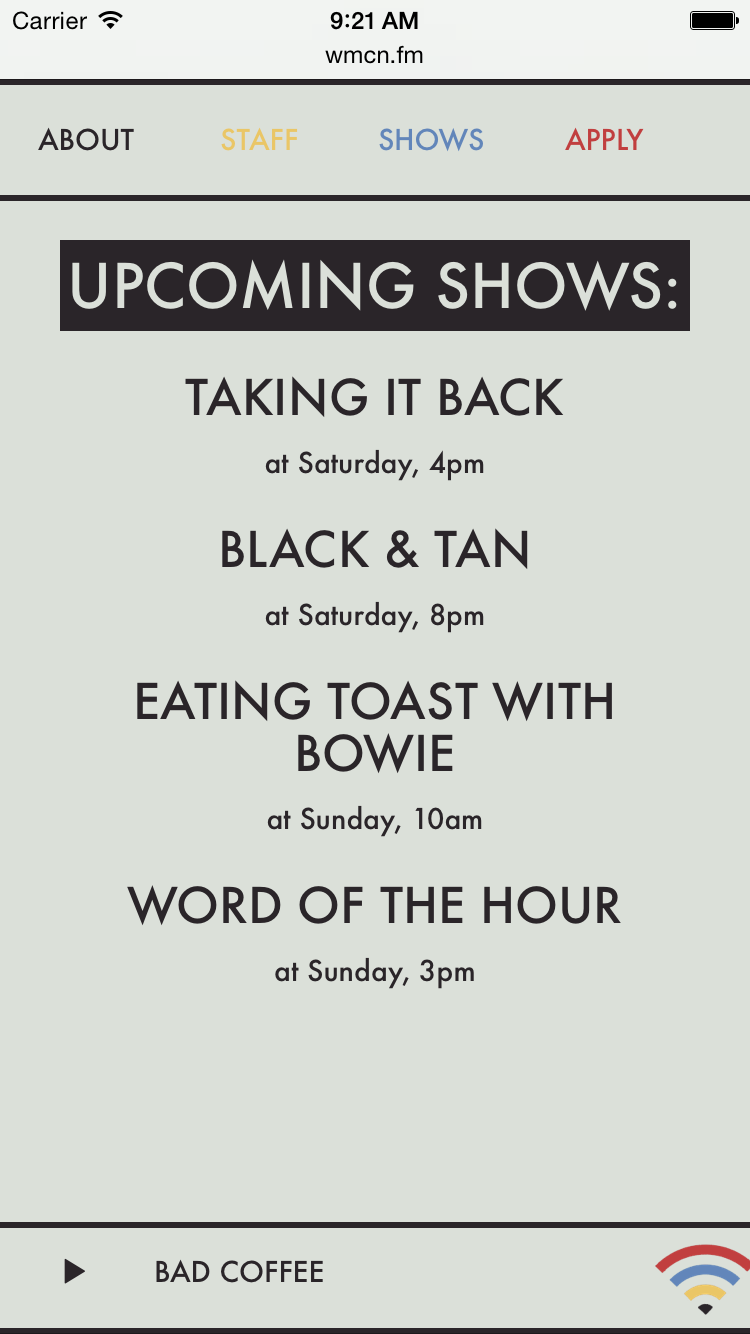 Carrier 9:21 AM
wmcn.fm
ABOUT STAFF SHOWS APPLY
UPCOMING SHOWS:
TAKING IT BACK
at Saturday, 4pm
BLACK & TAN
at Saturday, 8pm
EATING TOAST WITH
BOWIE
at Sunday, 10am
WORD OF THE HOUR
at Sunday, 3pm
BAD COFFEE